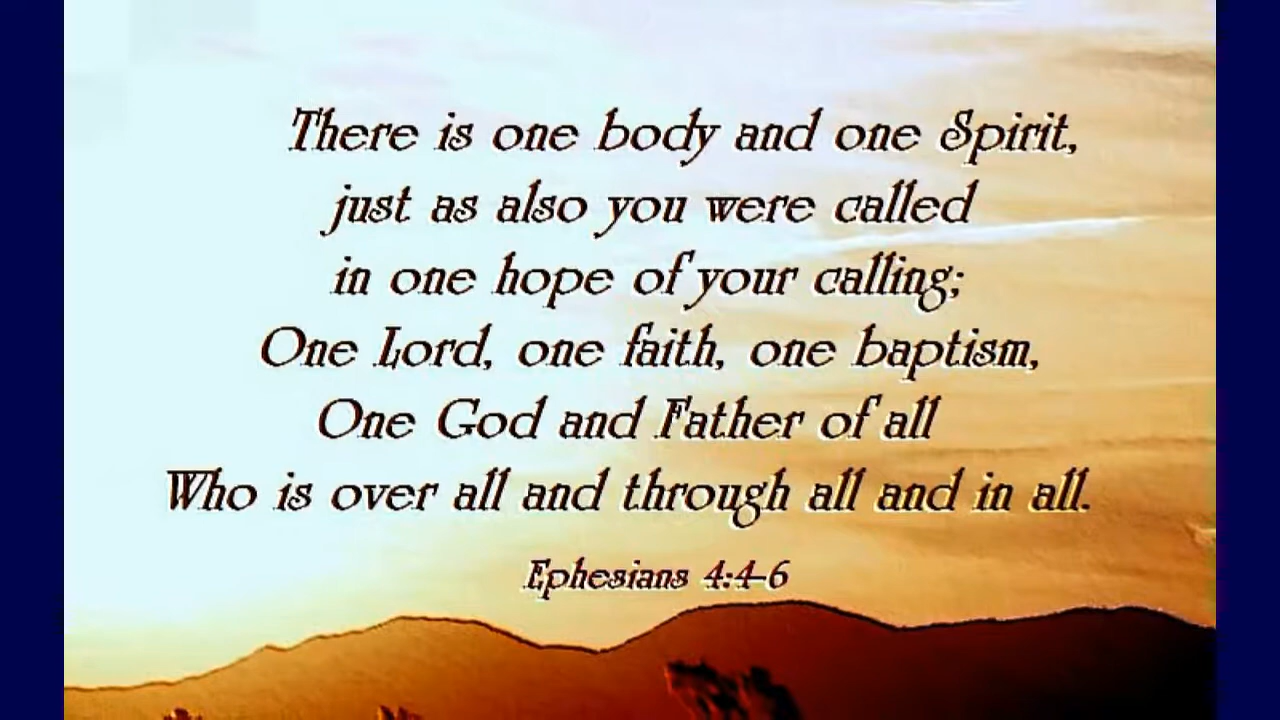 There is one body and one Spirit,
just as also you were called
in one hope of your calling;
One Lord, one faith, one baptism,
One God and Father of all
Who is over all and through all and in all.
Ephesians 4:4-6